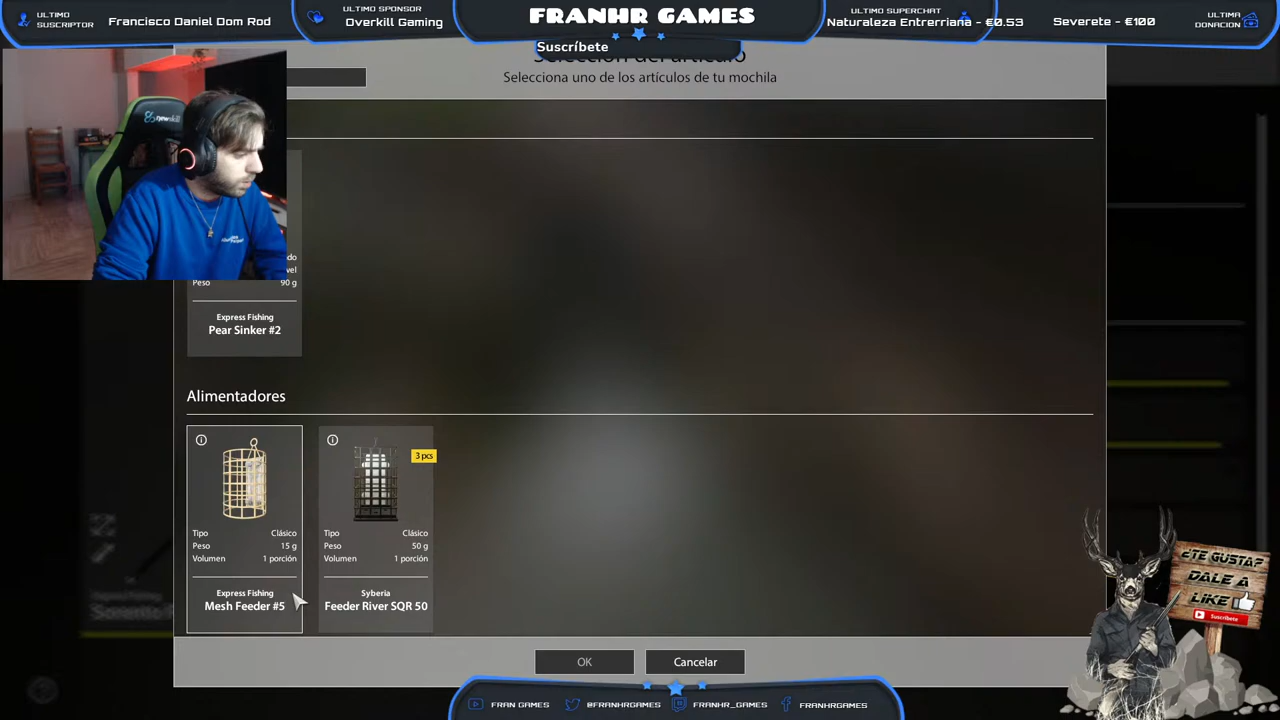 ULTIMO
SUSCRIPTOR
Francisco Daniel Dom Rod
ULTIMO SPONSOR
Overkill Gaming
FRANHR GAMES
Suscríbete
ULTIMO SUPERCHAT
Naturaleza Entrerriana - €0.53
Severete - €100
ULTIMA
DONACION
Selección del artículo
Selecciona uno de los artículos de tu mochila
Peso 90 g
Express Fishing
Pear Sinker #2
Alimentadores
3 pcs
Tipo Clásico
Peso 15 g
Volumen 1 porción
Express Fishing
Mesh Feeder #5
Tipo Clásico
Peso 50 g
Volumen 1 porción
Syberia
Feeder River SQR 50
OK
Cancelar
¿TE GUSTA?
DALE A
LIKE
Suscríbete
FRAN GAMES
@FRANHRGAMES
FRANHR_GAMES
FRANHRGAMES